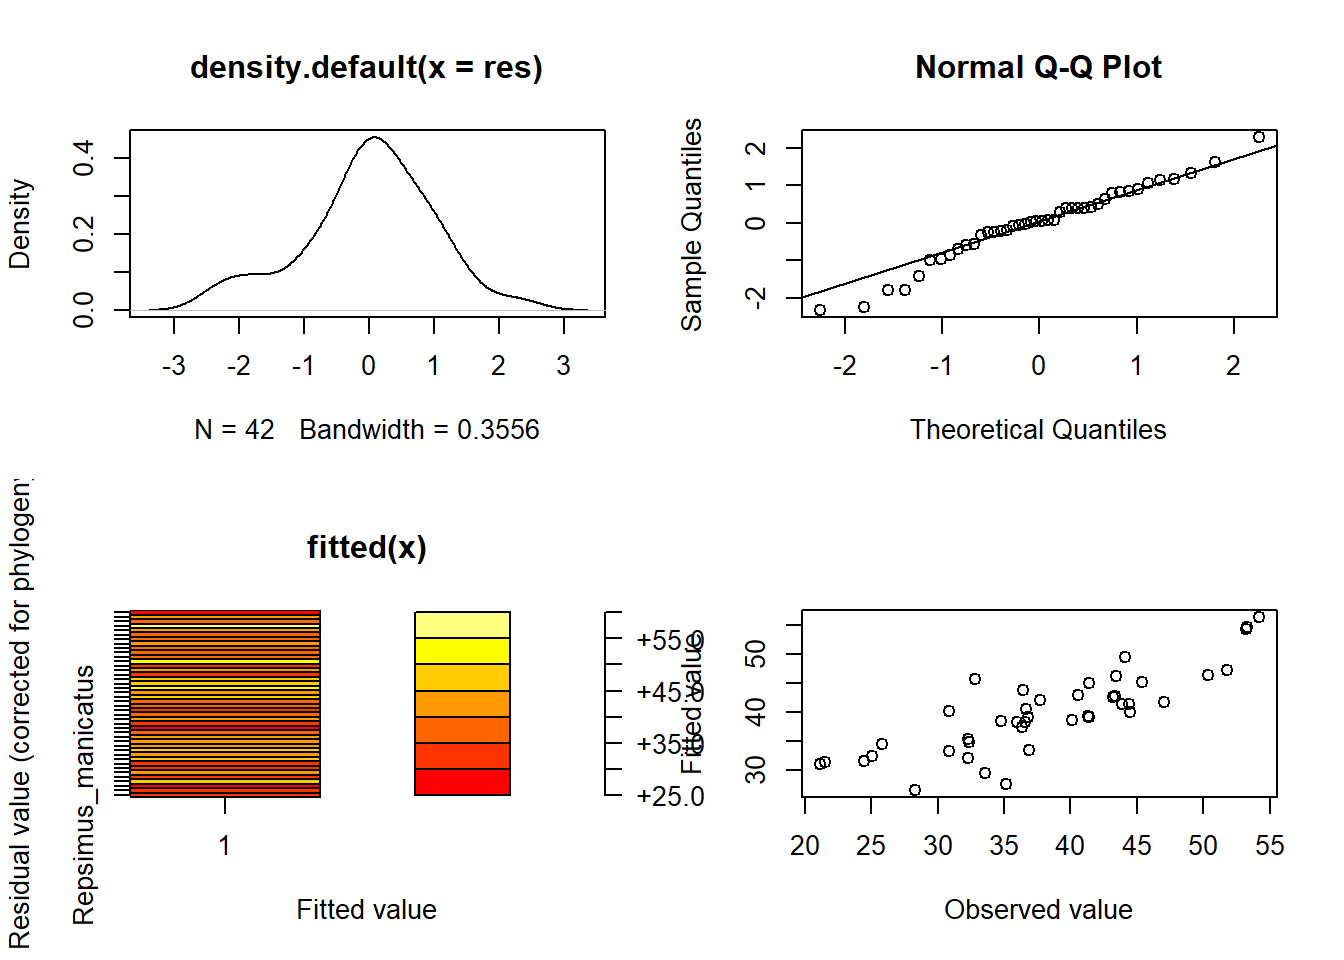 density.default(x = res)
Density
0.0 0.2 0.4
-3 -2 -1 0 1 2 3
N = 42 Bandwidth = 0.3556
Normal Q-Q Plot
Sample Quantiles
-2 0 1 2
-2 -1 0 1 2
Theoretical Quantiles
fitted(x)
Residual value (corrected for phylogeny
Repsimus_manicatus
1
Fitted value
+55.0
+45.0
+35.0
+25.0
Fitted value
30 40 50
20 25 30 35 40 45 50 55
Observed value